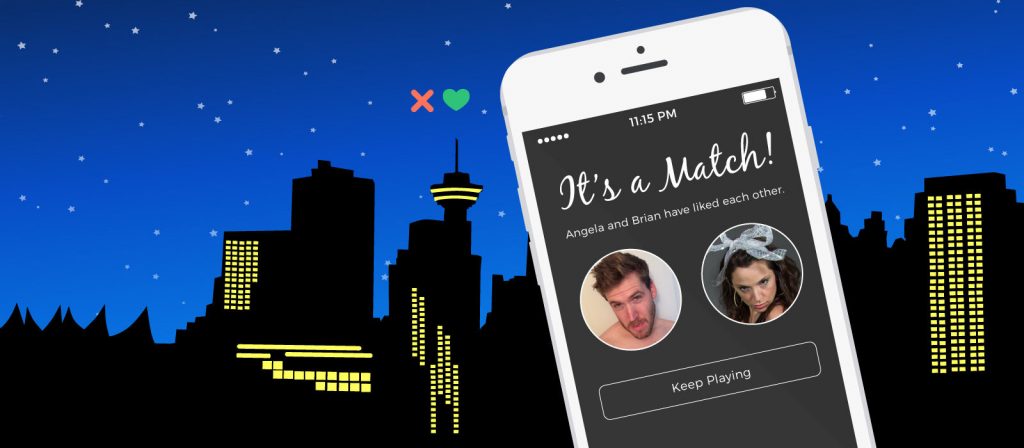 11:15 PM
It's a Match!
Angela and Brian have liked each other.
Keep Playing